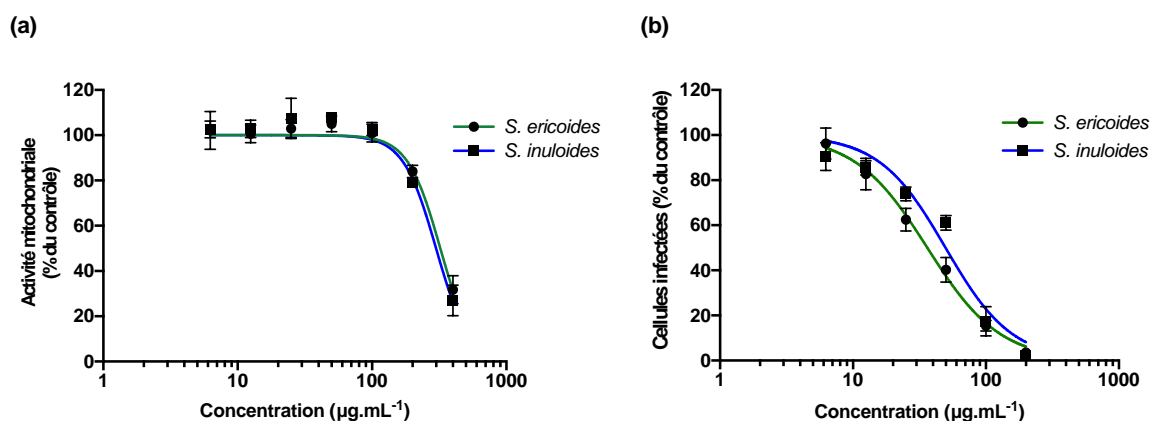 (a)
Activité mitochondriale
(% du contrôle)
120
100
80
60
40
20
0
1
10
100
1000
Concentration (µg.mL⁻¹)
S. ericoides
S. inuloides
(b)
Cellules infectées (% du contrôle)
120
100
80
60
40
20
0
1
10
100
1000
Concentration (µg.mL⁻¹)
S. ericoides
S. inuloides